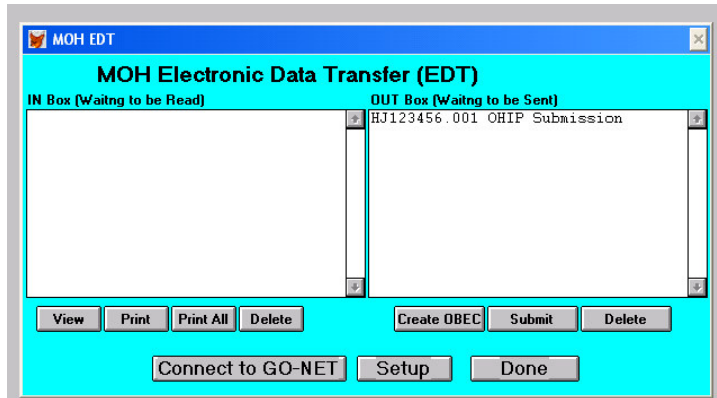 MOH EDT
MOH Electronic Data Transfer (EDT)
IN Box (Waitng to be Read)
OUT Box (Waitng to be Sent)
HJ123456.001 OHIP Submission
View Print Print All Delete Create OBEC Submit Delete
Connect to GO-NET Setup Done